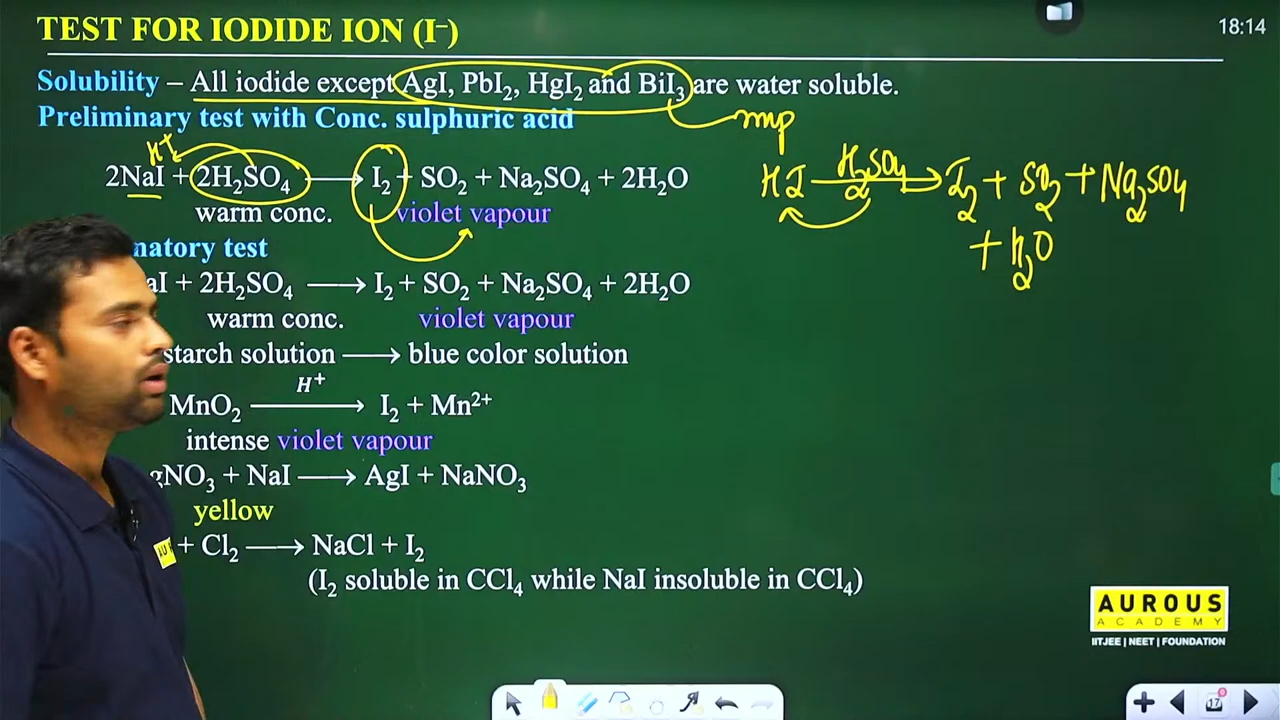 TEST FOR IODIDE ION (I⁻)
18:14
Solubility – All iodide except AgI, PbI₂, HgI₂ and BiI₃ are water soluble.
Preliminary test with Conc. sulphuric acid
imp
H⁺
2NaI + 2H₂SO₄ ⟶ I₂ + SO₂ + Na₂SO₄ + 2H₂O
warm conc. violet vapour
HI H₂SO₄ ⟶ I₂ + SO₂ + Na₂SO₄
+ H₂O
matory test
aI + 2H₂SO₄ ⟶ I₂ + SO₂ + Na₂SO₄ + 2H₂O
warm conc. violet vapour
starch solution ⟶ blue color solution
H⁺
MnO₂ ⟶ I₂ + Mn²⁺
intense violet vapour
gNO₃ + NaI ⟶ AgI + NaNO₃
yellow
+ Cl₂ ⟶ NaCl + I₂
(I₂ soluble in CCl₄ while NaI insoluble in CCl₄)
AUROUS
ACADEMY
IITJEE | NEET | FOUNDATION
17